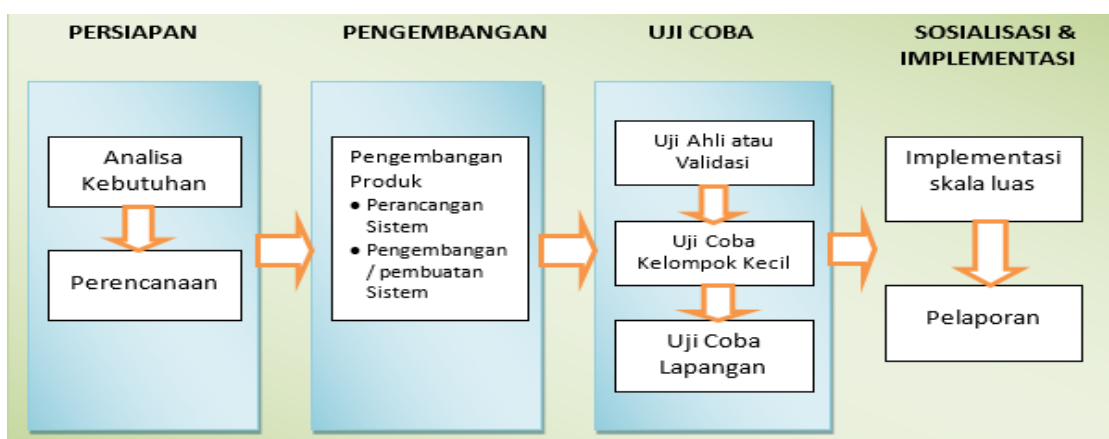 PERSIAPAN
Analisa
Kebutuhan
Perencanaan
PENGEMBANGAN
Pengembangan
Produk
• Perancangan
Sistem
• Pengembangan
/ pembuatan
Sistem
UJI COBA
Uji Ahli atau
Validasi
Uji Coba
Kelompok Kecil
Uji Coba
Lapangan
SOSIALISASI &
IMPLEMENTASI
Implementasi
skala luas
Pelaporan